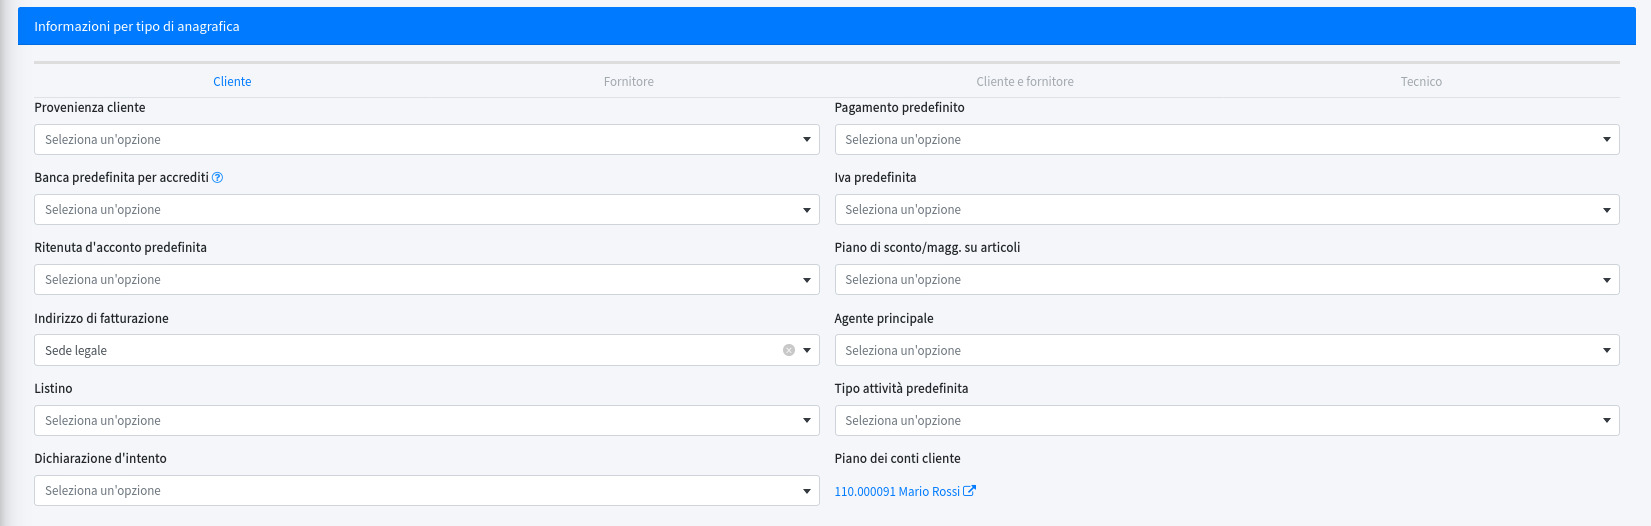 Informazioni per tipo di anagrafica
Cliente Fornitore Cliente e fornitore Tecnico
Provenienza cliente Pagamento predefinito
Seleziona un'opzione Seleziona un'opzione
Banca predefinita per accrediti Iva predefinita
Seleziona un'opzione Seleziona un'opzione
Ritenuta d'acconto predefinita Piano di sconto/magg. su articoli
Seleziona un'opzione Seleziona un'opzione
Indirizzo di fatturazione Agente principale
Sede legale Seleziona un'opzione
Listino Tipo attività predefinita
Seleziona un'opzione Seleziona un'opzione
Dichiarazione d'intento Piano dei conti cliente
Seleziona un'opzione 110.000091 Mario Rossi